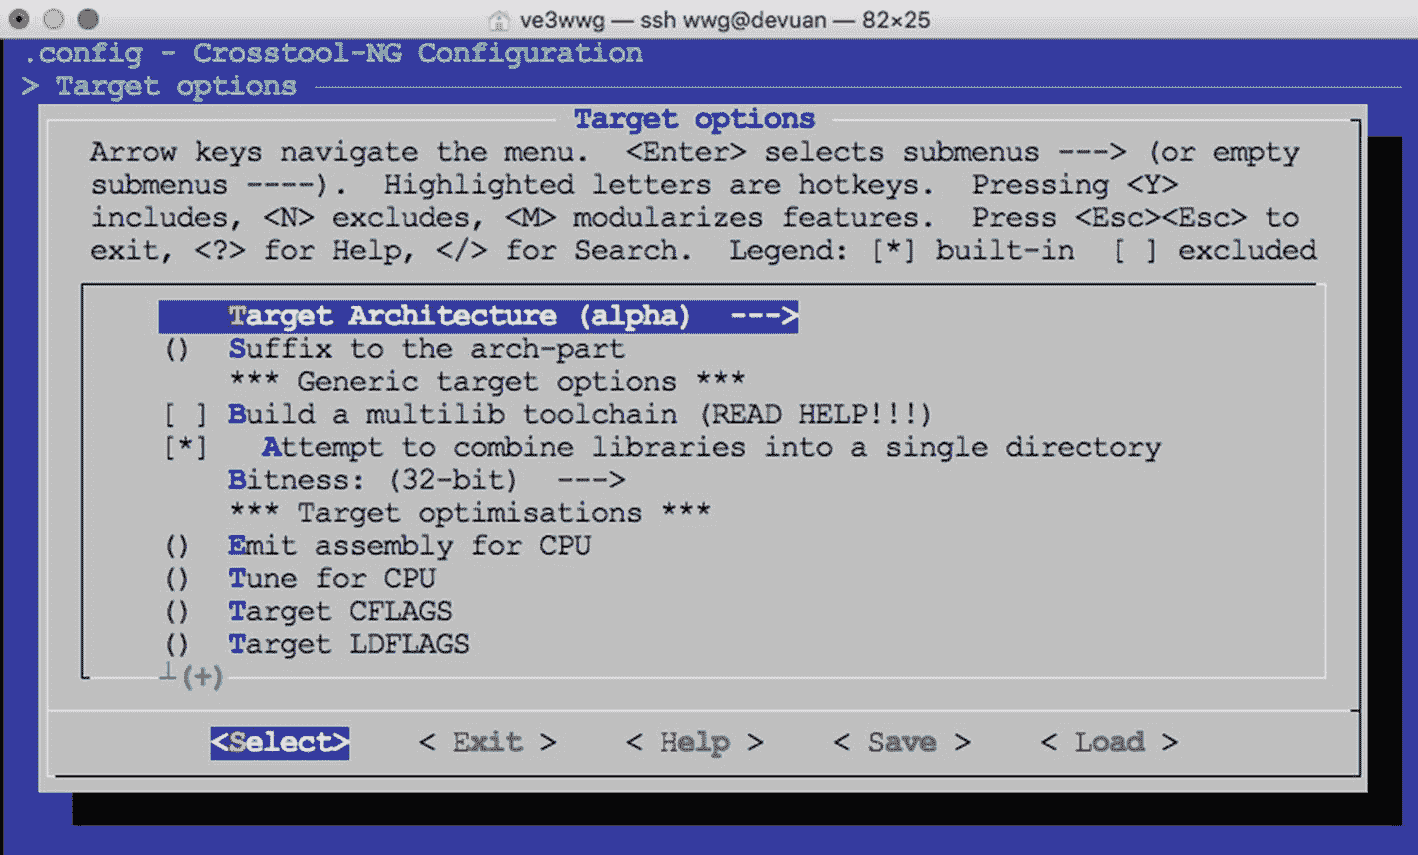 ve3wwg — ssh wwg@devuan — 82×25
.config - Crosstool-NG Configuration
> Target options
Target options
Arrow keys navigate the menu.  <Enter> selects submenus ---> (or empty
submenus ----).  Highlighted letters are hotkeys.  Pressing <Y>
includes, <N> excludes, <M> modularizes features.  Press <Esc><Esc> to
exit, <?> for Help, </> for Search.  Legend: [*] built-in  [ ] excluded
Target Architecture (alpha)  --->
()  Suffix to the arch-part
*** Generic target options ***
[ ] Build a multilib toolchain (READ HELP!!!)
[*]   Attempt to combine libraries into a single directory
Bitness: (32-bit)  --->
*** Target optimisations ***
()  Emit assembly for CPU
()  Tune for CPU
()  Target CFLAGS
()  Target LDFLAGS
┴(+)
<Select>    < Exit >    < Help >    < Save >    < Load >